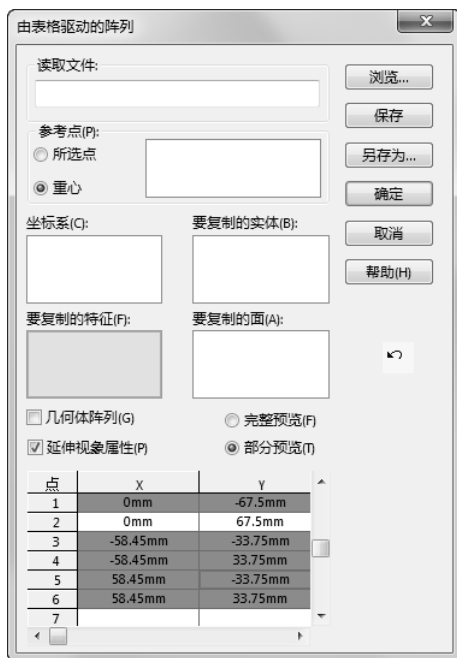 由表格驱动的阵列
读取文件:
浏览...
保存
参考点(P):
所选点
另存为...
重心
确定
坐标系(C):
要复制的实体(B):
取消
帮助(H)
要复制的特征(F):
要复制的面(A):
几何体阵列(G)
完整预览(F)
延伸视象属性(P)
部分预览(T)
点 X Y
1 0mm -67.5mm
2 0mm 67.5mm
3 -58.45mm -33.75mm
4 -58.45mm 33.75mm
5 58.45mm -33.75mm
6 58.45mm 33.75mm
7